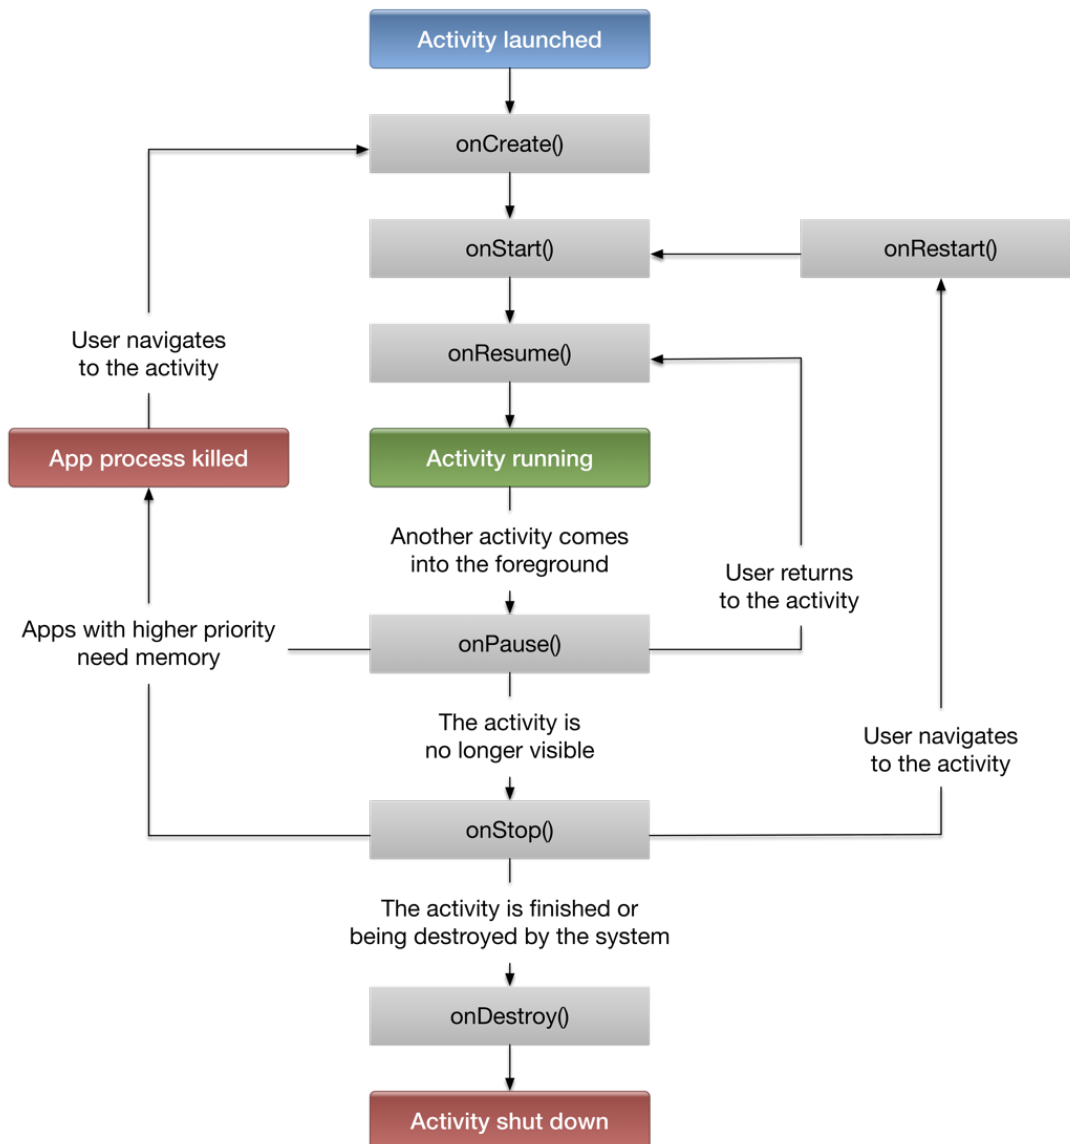 Activity launched
onCreate()
onStart()
onRestart()
User navigates
to the activity
onResume()
App process killed
Activity running
Another activity comes
into the foreground
User returns
to the activity
Apps with higher priority
need memory
onPause()
The activity is
no longer visible
User navigates
to the activity
onStop()
The activity is finished or
being destroyed by the system
onDestroy()
Activity shut down